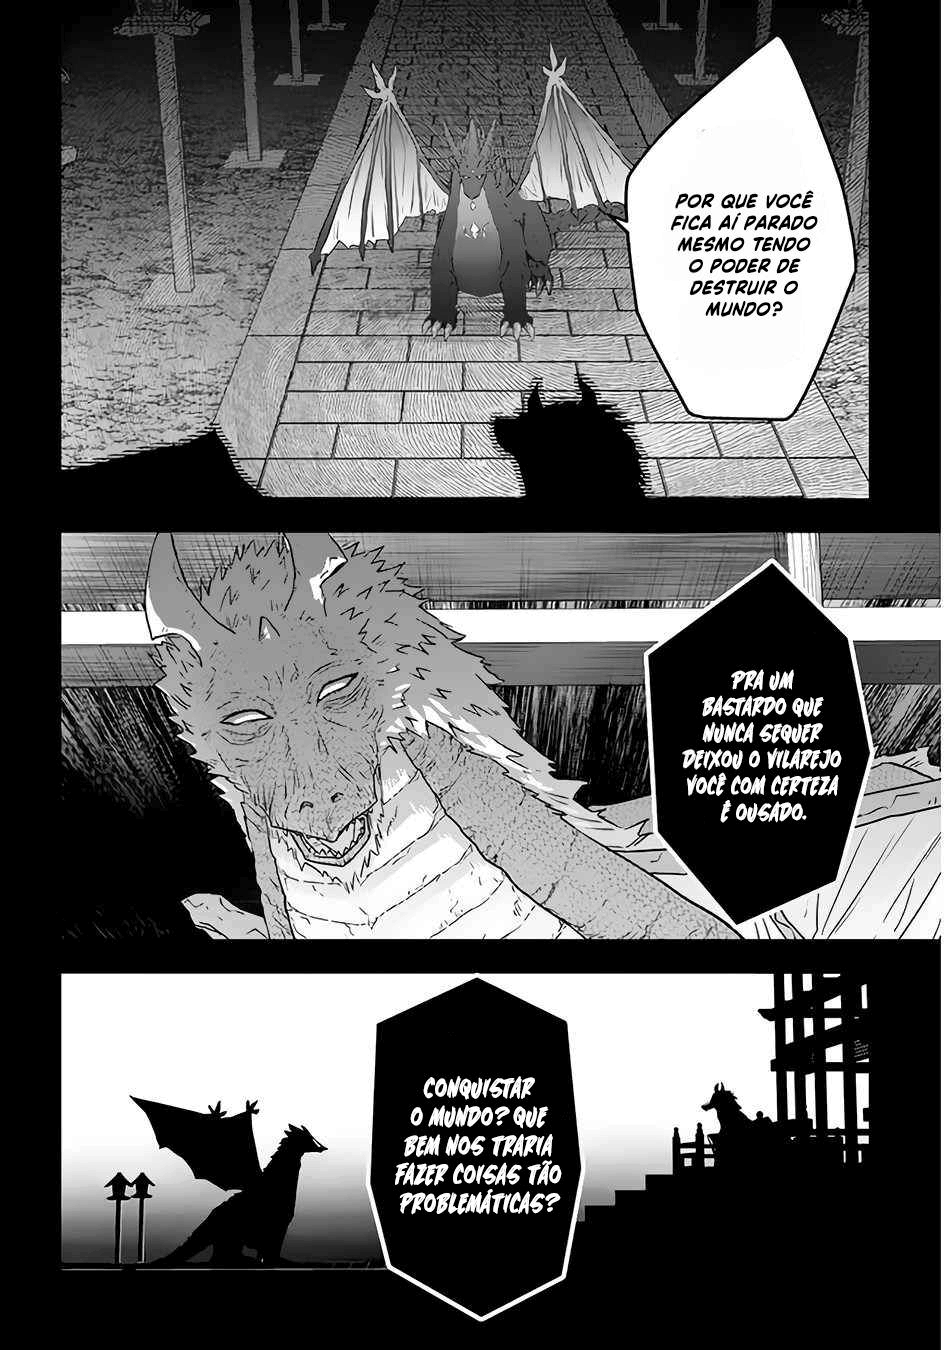 POR QUE VOCÊ
FICA AÍ PARADO
MESMO TENDO
O PODER DE
DESTRUIR O
MUNDO?
PRA UM
BASTARDO QUE
NUNCA SEQUER
DEIXOU O VILAREJO
VOCÊ COM CERTEZA
É OUSADO.
CONQUISTAR
O MUNDO? QUE
BEM NOS TRARIA
FAZER COISAS TÃO
PROBLEMÁTICAS?